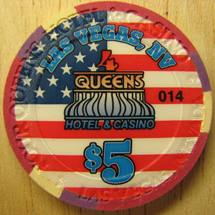 LAS VEGAS, NV
4
QUEENS
014
HOTEL & CASINO
$5